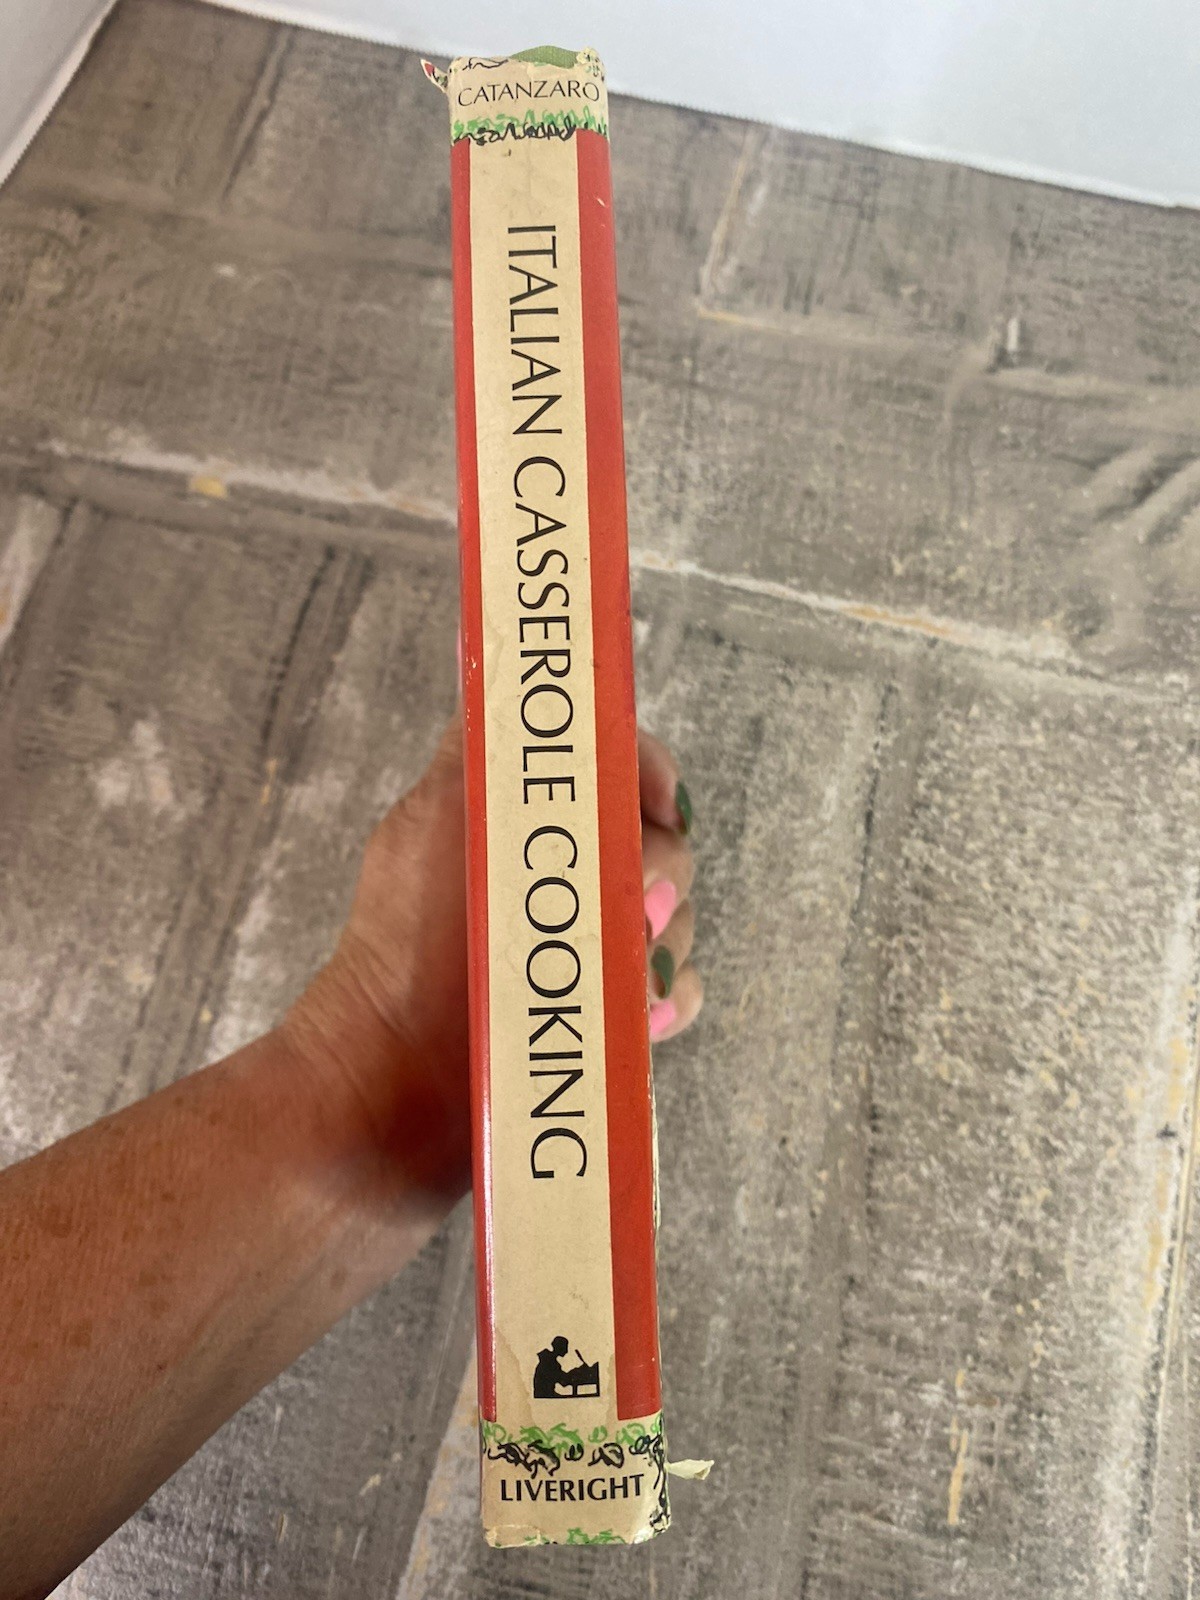 CATANZARO
ITALIAN CASSEROLE COOKING
LIVERIGHT